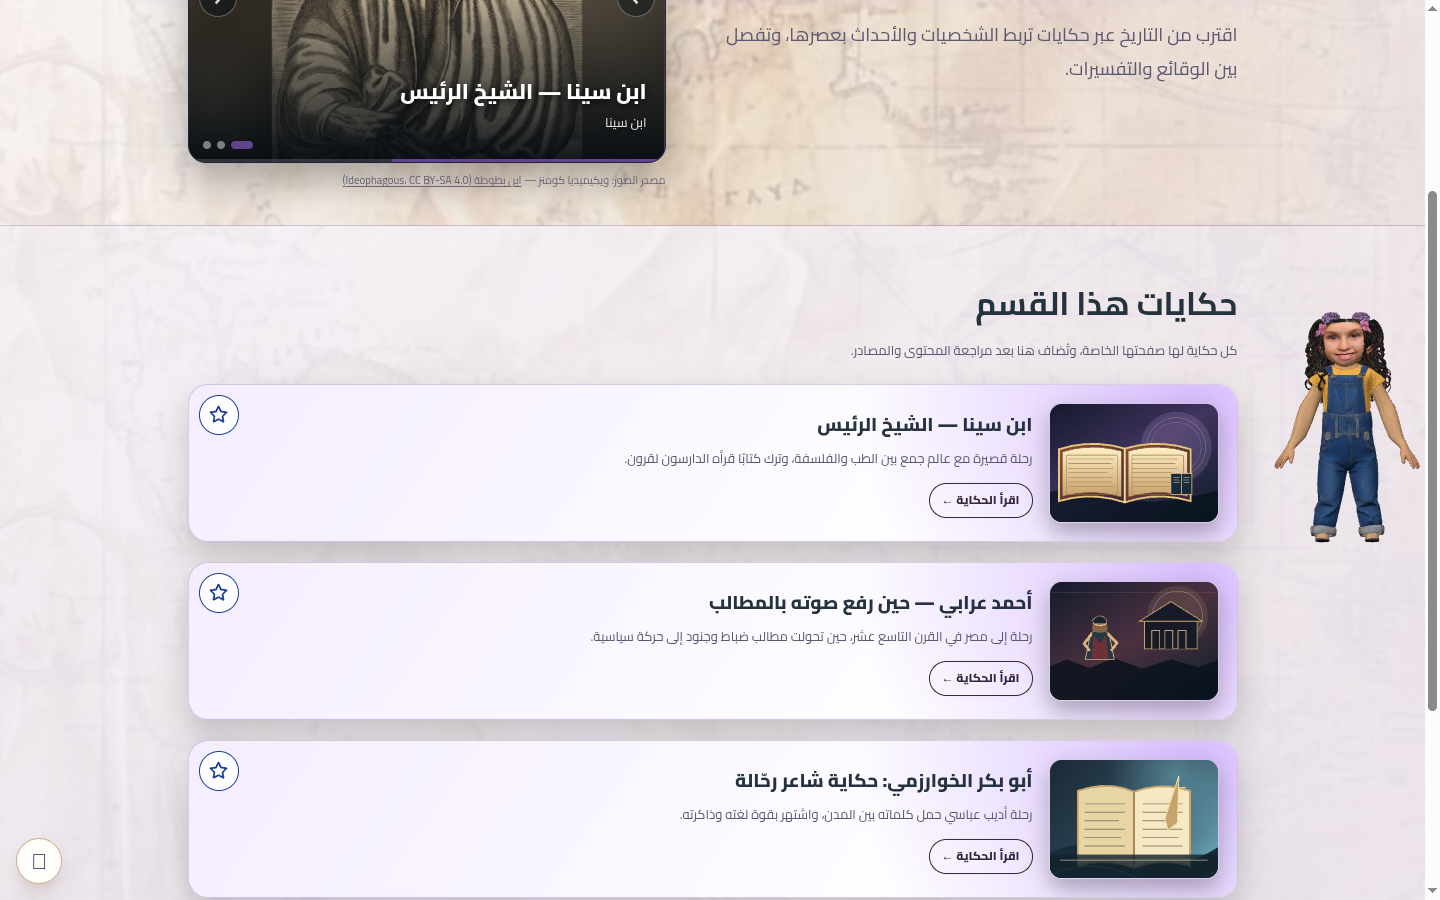 اقترب من التاريخ عبر حكايات تربط الشخصيات والأحداث بعصرها، وتفصل
بين الوقائع والتفسيرات.
ابن سينا — الشيخ الرئيس
ابن سينا
مصدر الصور: ويكيميديا كومنز — ابن بطوطة (Ideophagous، CC BY-SA 4.0)
حكايات هذا القسم
كل حكاية لها صفحتها الخاصة، وتُضاف هنا بعد مراجعة المحتوى والمصادر.
ابن سينا — الشيخ الرئيس
رحلة قصيرة مع عالم جمع بين الطب والفلسفة، وترك كتابًا قرأه الدارسون لقرون.
اقرأ الحكاية ←
أحمد عرابي — حين رفع صوته بالمطالب
رحلة إلى مصر في القرن التاسع عشر، حين تحولت مطالب ضباط وجنود إلى حركة سياسية.
اقرأ الحكاية ←
أبو بكر الخوارزمي: حكاية شاعر رحّالة
رحلة أديب عباسي حمل كلماته بين المدن، واشتهر بقوة لغته وذاكرته.
اقرأ الحكاية ←